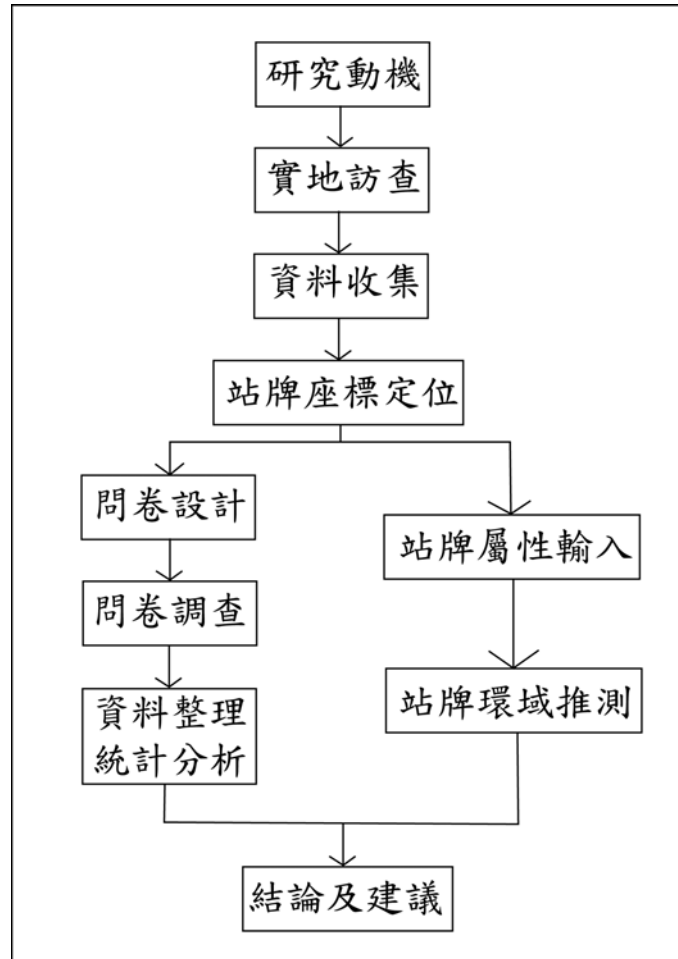 研究動機
實地訪查
資料收集
站牌座標定位
問卷設計
問卷調查
資料整理
統計分析
站牌屬性輸入
站牌環域推測
結論及建議